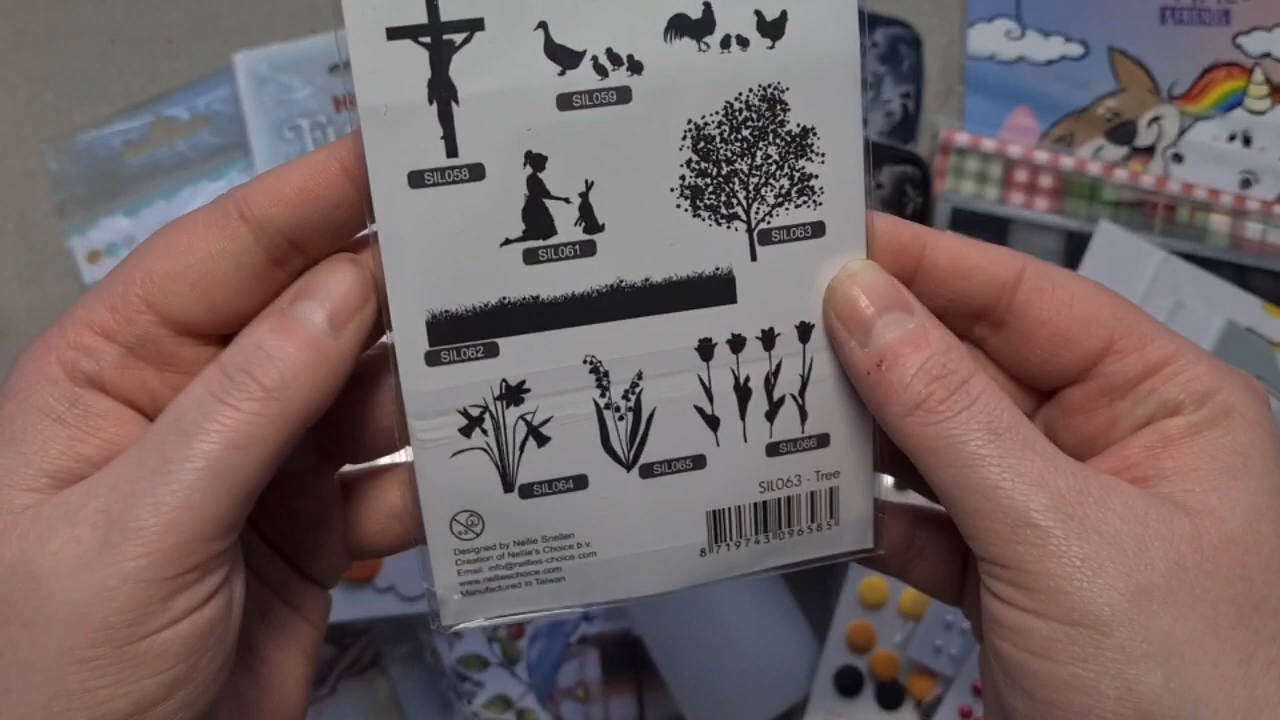 SIL059
SIL058
SIL063
SIL061
SIL062
SIL066
SIL065
SIL064
SIL063 - Tree
8719743096585
Designed by Nellie Snellen
Creation of Nellie's Choice b.v.
Email: info@nellies-choice.com
www.nellieschoice.com
Manufactured in Taiwan